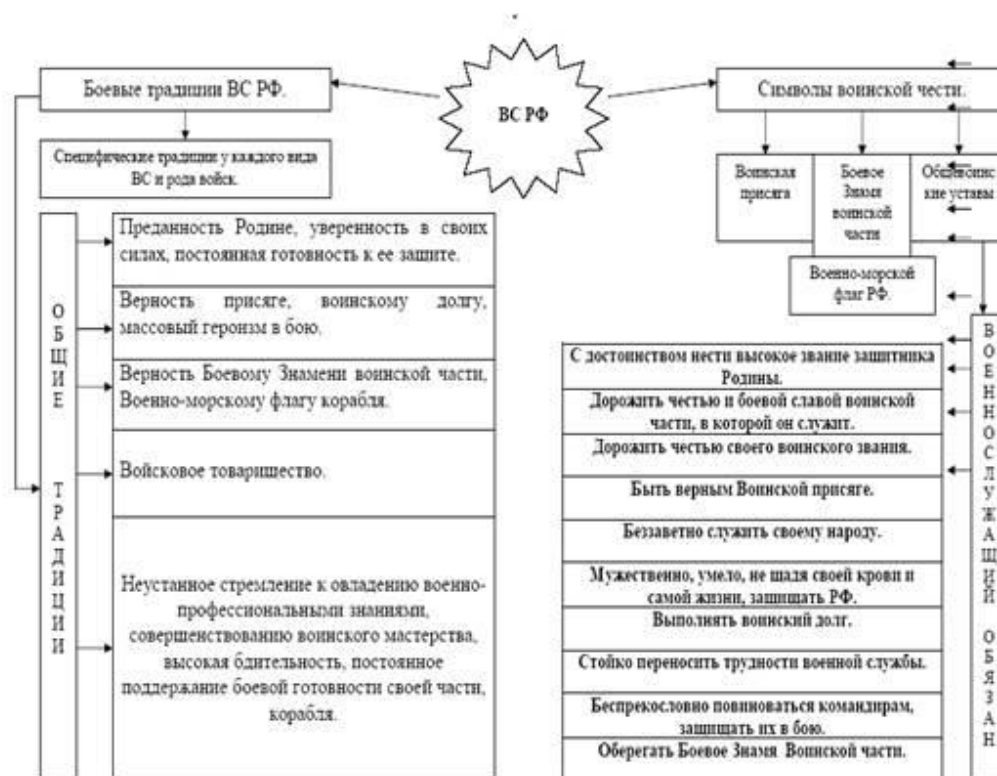 ВС РФ
Боевые традиции ВС РФ.
Специфические традиции у каждого вида
ВС и рода войск.
ОБЩИЕ ТРАДИЦИИ
Преданность Родине, уверенность в своих
силах, постоянная готовность к ее защите.
Верность присяге, воинскому долгу,
массовый героизм в бою.
Верность Боевому Знамени воинской части,
Военно-морскому флагу корабля.
Войсковое товарищество.
Неустанное стремление к овладению военно-
профессиональными знаниями,
совершенствованию воинского мастерства,
высокая бдительность, постоянное
поддержание боевой готовности своей части,
корабля.
Символы воинской чести.
Воинская
присяга
Боевое
Знамя
воинской
части
Общевоинс
кие уставы
Военно-морской
флаг РФ.
ВОЕННОСЛУЖАЩИЙ ОБЯЗАН
С достоинством нести высокое звание защитника
Родины.
Дорожить честью и боевой славой воинской
части, в которой он служит.
Дорожить честью своего воинского звания.
Быть верным Воинской присяге.
Беззаветно служить своему народу.
Мужественно, умело, не щадя своей крови и
самой жизни, защищать РФ.
Выполнять воинский долг.
Стойко переносить трудности военной службы.
Беспрекословно повиноваться командирам,
защищать их в бою.
Оберегать Боевое Знамя Воинской части.